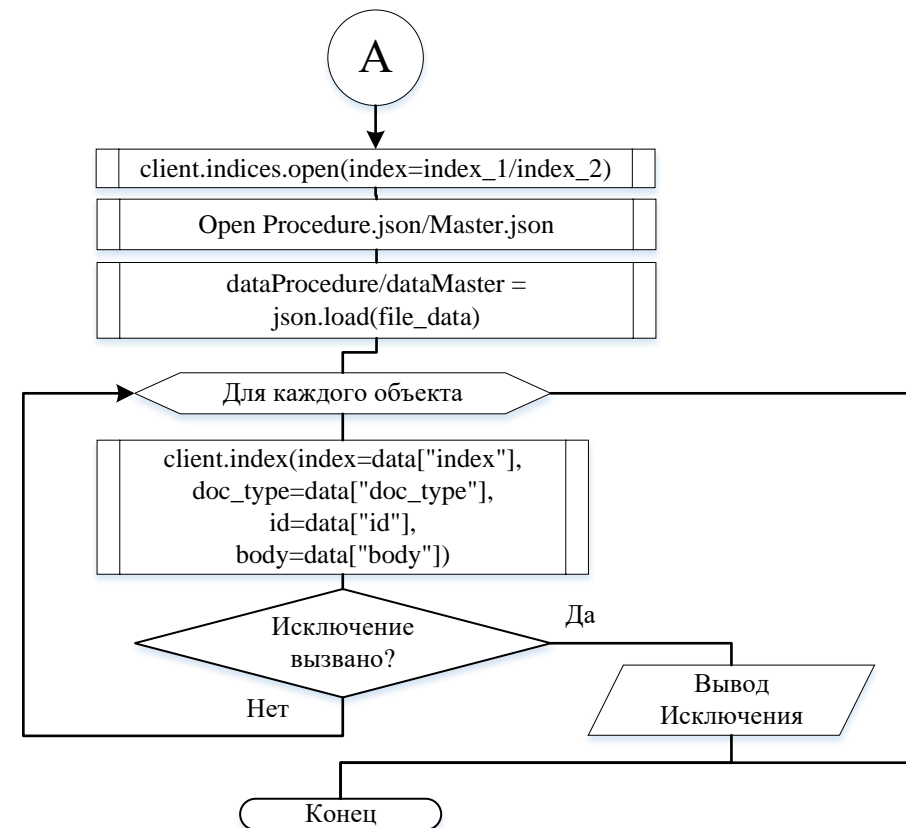 A
client.indices.open(index=index_1/index_2)
Open Procedure.json/Master.json
dataProcedure/dataMaster =
json.load(file_data)
Для каждого объекта
client.index(index=data["index"],
doc_type=data["doc_type"],
id=data["id"],
body=data["body"])
Исключение
вызвано?
Да
Нет
Вывод
Исключения
Конец